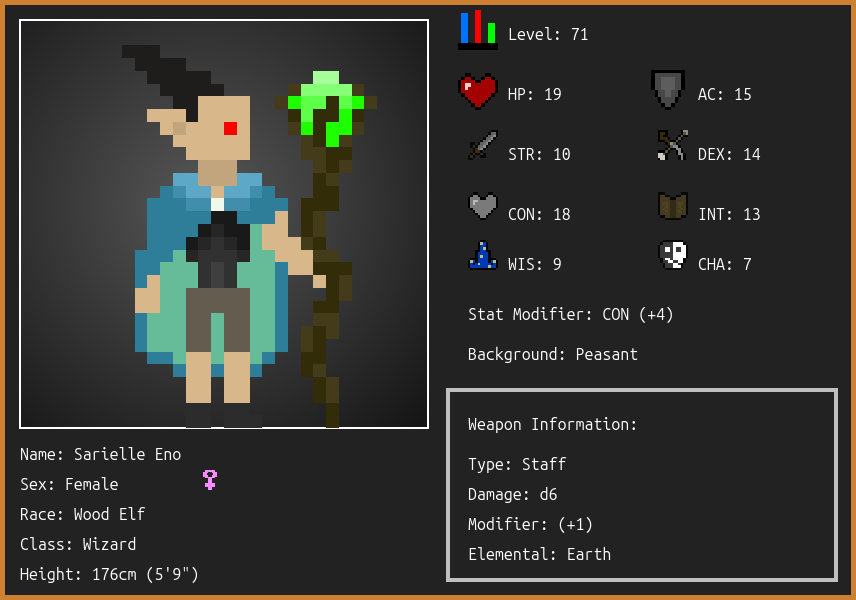 Level: 71
HP: 19
AC: 15
STR: 10
DEX: 14
CON: 18
INT: 13
WIS: 9
CHA: 7
Stat Modifier: CON (+4)
Background: Peasant
Weapon Information:
Type: Staff
Damage: d6
Modifier: (+1)
Elemental: Earth
Name: Sarielle Eno
Sex: Female
Race: Wood Elf
Class: Wizard
Height: 176cm (5'9")